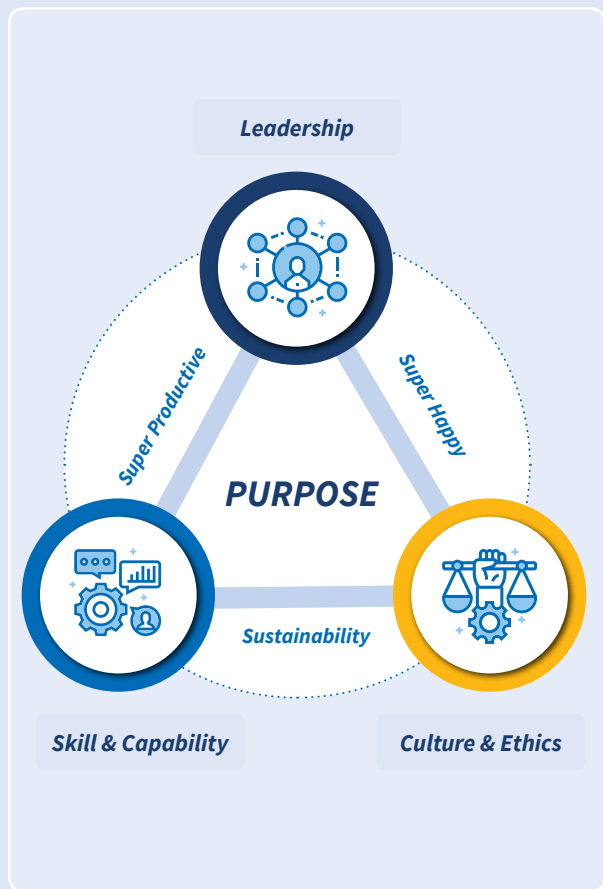 Leadership
Super Productive
Super Happy
PURPOSE
Sustainability
Skill & Capability
Culture & Ethics